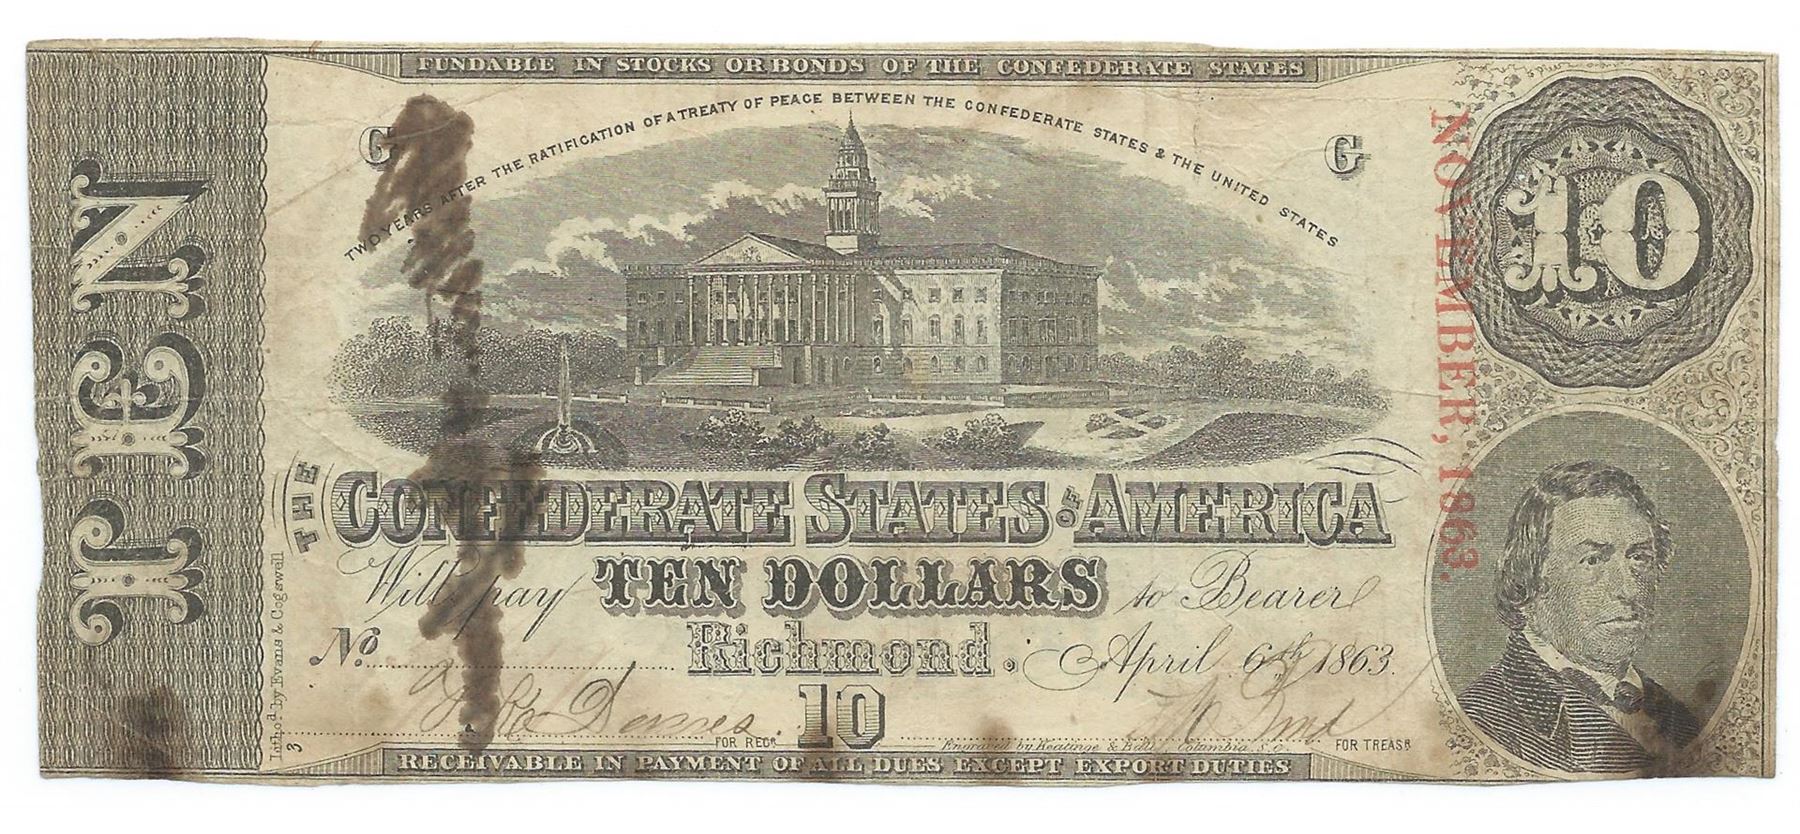 FUNDABLE IN STOCKS OR BONDS OF THE CONFEDERATE STATES
TWO YEARS AFTER THE RATIFICATION OF A TREATY OF PEACE BETWEEN THE CONFEDERATE STATES & THE UNITED STATES
G
G
10
TEN
NOVEMBER, 1863.
THE CONFEDERATE STATES OF AMERICA
Will pay TEN DOLLARS to Bearer
Richmond. April 6th 1863.
No.
10
FOR REGR.
FOR TREASR
3
Lithod by Evans & Cogswell
Engraved by Keatinge & Ball, Columbia, S.C.
RECEIVABLE IN PAYMENT OF ALL DUES EXCEPT EXPORT DUTIES